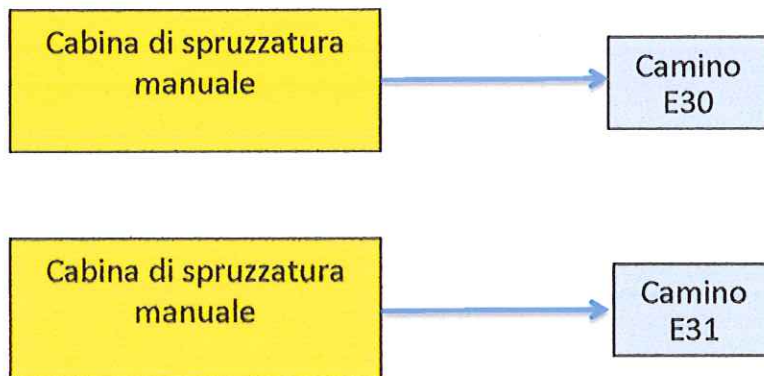 Cabina di spruzzatura
manuale
Camino
E30
Cabina di spruzzatura
manuale
Camino
E31